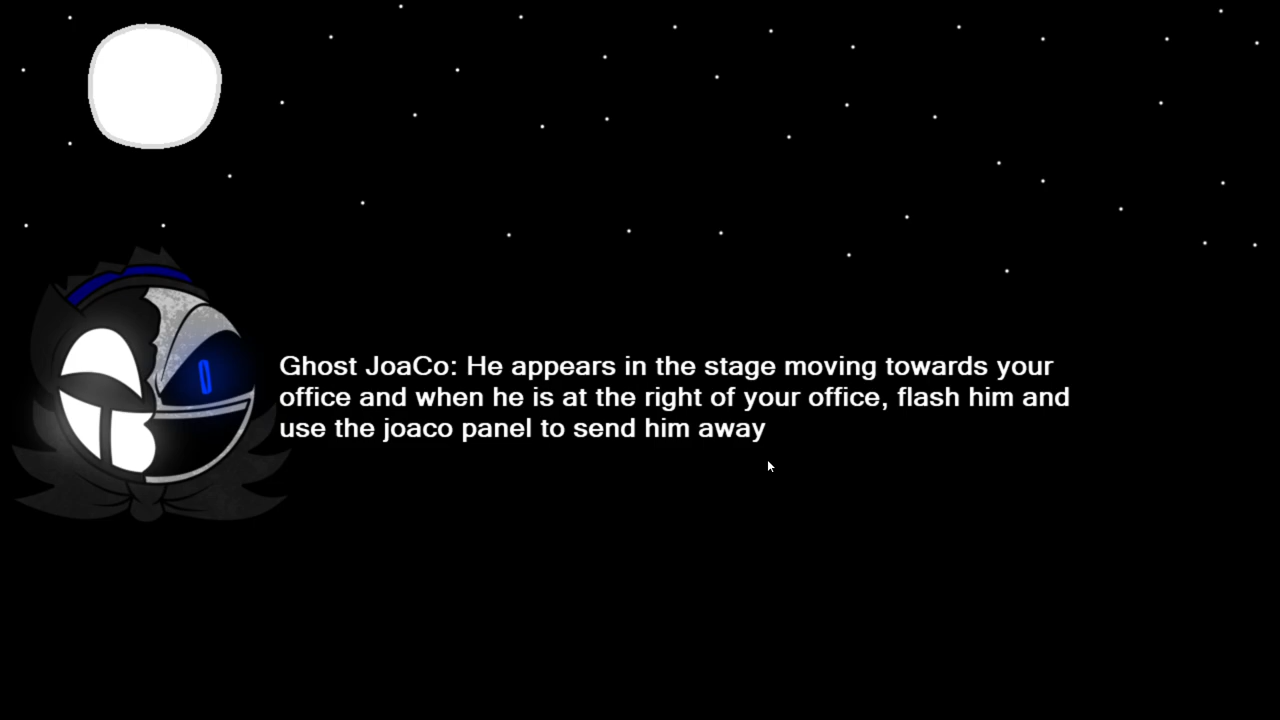 Ghost JoaCo: He appears in the stage moving towards your
office and when he is at the right of your office, flash him and
use the joaco panel to send him away